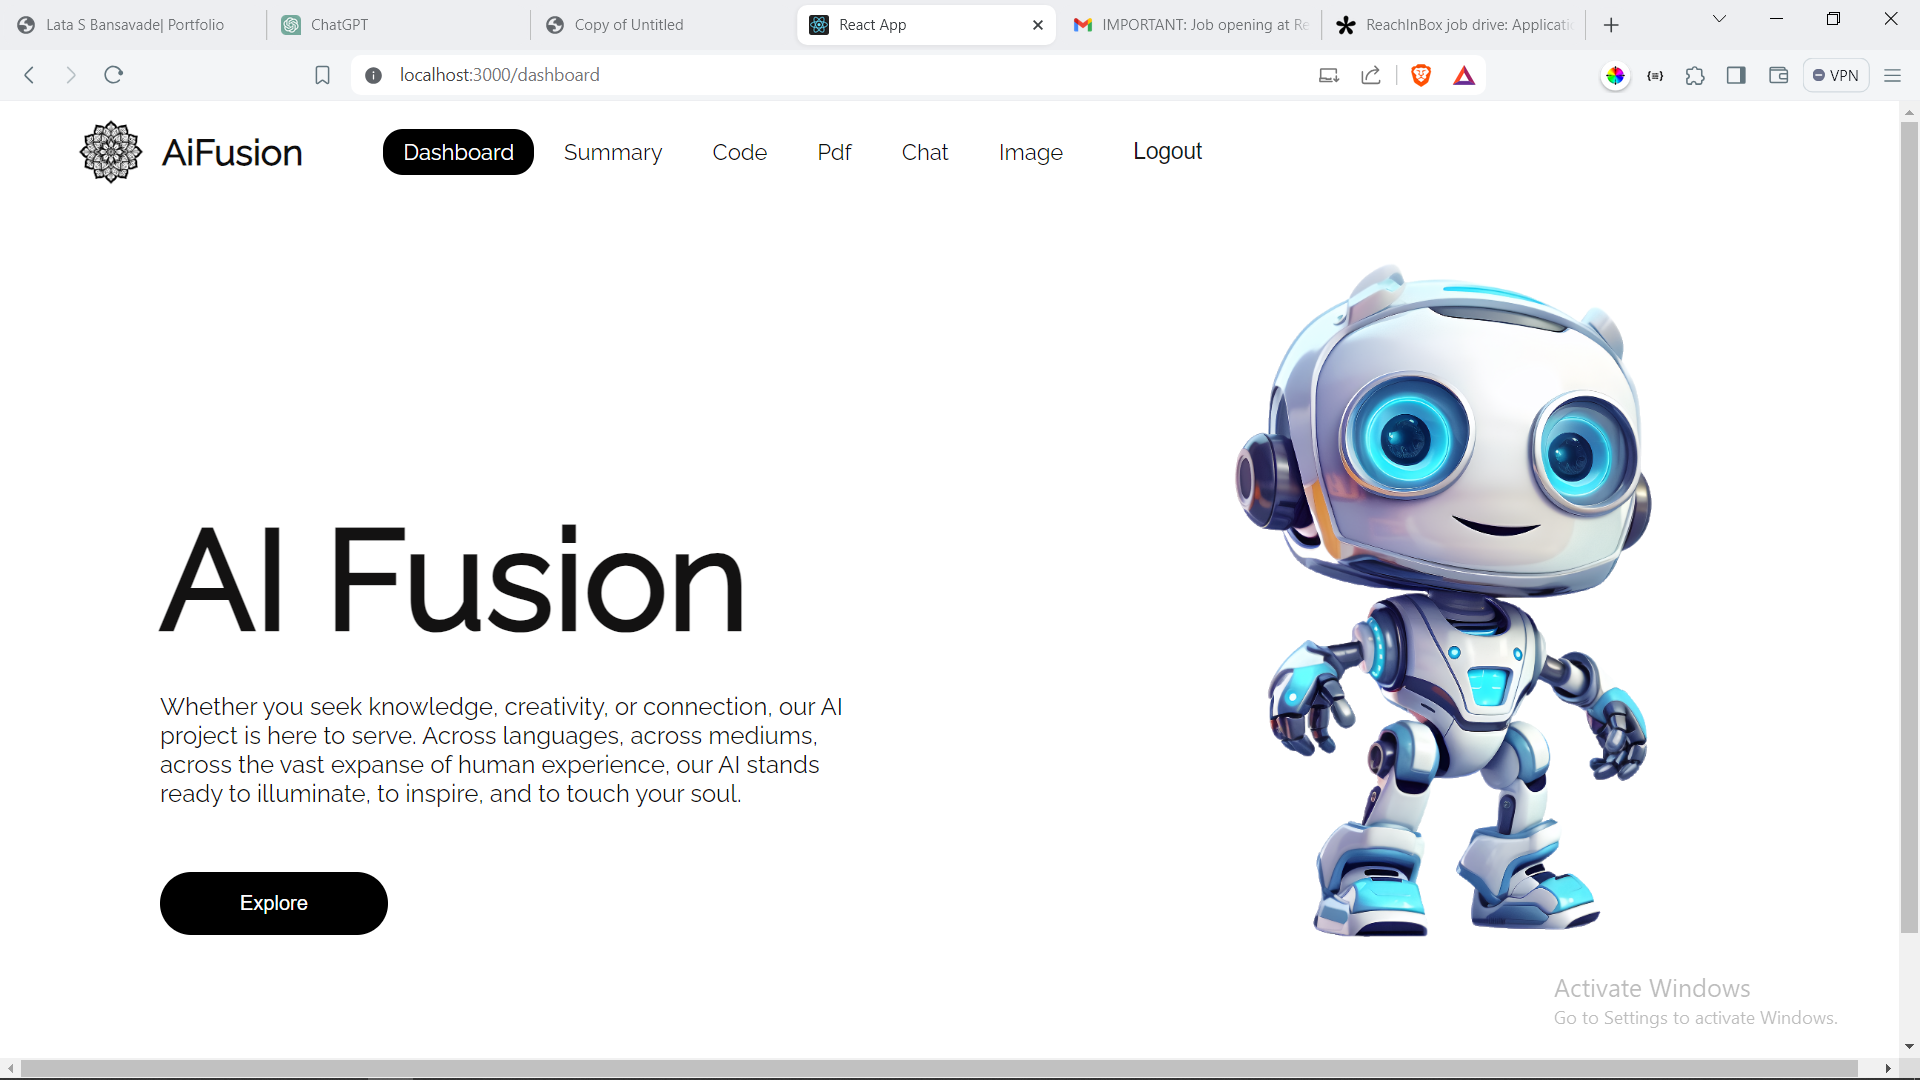 Lata S Bansavade| Portfolio
ChatGPT
Copy of Untitled
React App
IMPORTANT: Job opening at Re
ReachInBox job drive: Applicatio
localhost:3000/dashboard
VPN
AiFusion
Dashboard
Summary
Code
Pdf
Chat
Image
Logout
AI Fusion
Whether you seek knowledge, creativity, or connection, our AI
project is here to serve. Across languages, across mediums,
across the vast expanse of human experience, our AI stands
ready to illuminate, to inspire, and to touch your soul.
Explore
Activate Windows
Go to Settings to activate Windows.